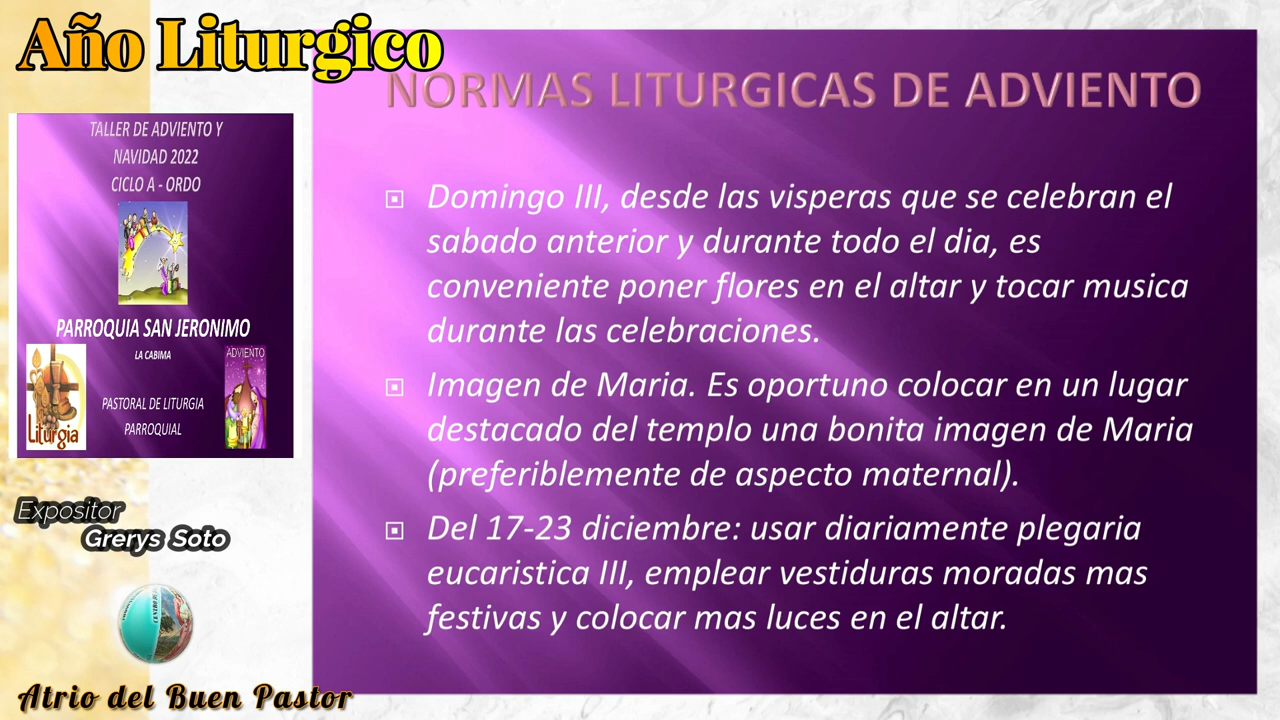 Año Liturgico
TALLER DE ADVIENTO Y
NAVIDAD 2022
CICLO A - ORDO
PARROQUIA SAN JERONIMO
LA CABIMA
ADVIENTO
Liturgia
PASTORAL DE LITURGIA
PARROQUIAL
Expositor
Grerys Soto
Atrio del Buen Pastor
NORMAS LITURGICAS DE ADVIENTO
Domingo III, desde las visperas que se celebran el
sabado anterior y durante todo el dia, es
conveniente poner flores en el altar y tocar musica
durante las celebraciones.
Imagen de Maria. Es oportuno colocar en un lugar
destacado del templo una bonita imagen de Maria
(preferiblemente de aspecto maternal).
Del 17-23 diciembre: usar diariamente plegaria
eucaristica III, emplear vestiduras moradas mas
festivas y colocar mas luces en el altar.